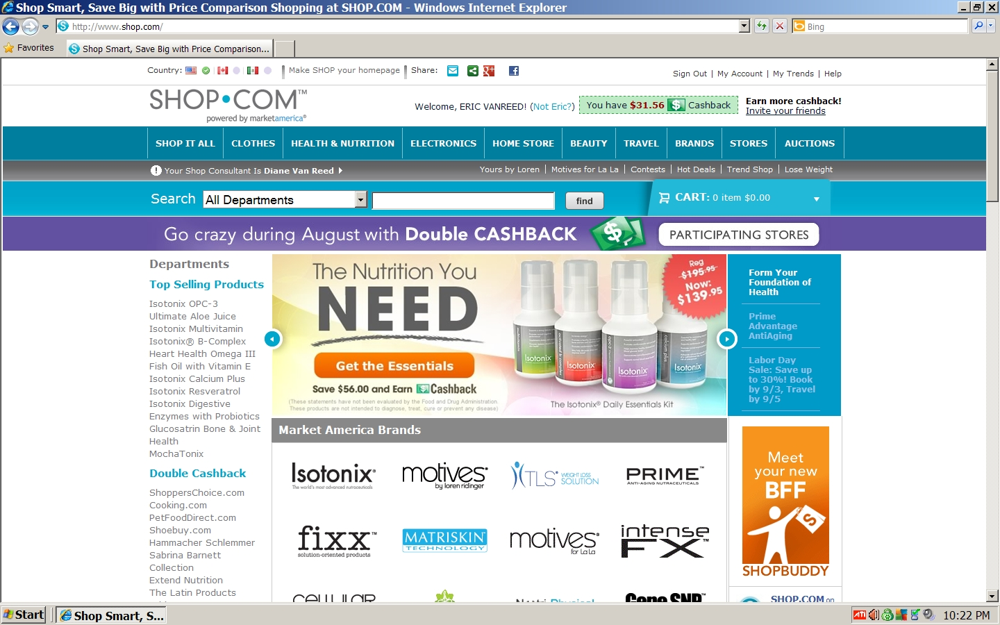 Shop Smart, Save Big with Price Comparison Shopping at SHOP.COM - Windows Internet Explorer
http://www.shop.com/
Bing
Favorites
Shop Smart, Save Big with Price Comparison...
Country:
Make SHOP your homepage
Share:
Sign Out | My Account | My Trends | Help
SHOP•COM™
powered by marketamerica®
Welcome, ERIC VANREED! (Not Eric?)
You have $31.56 $ Cashback
Earn more cashback!
Invite your friends
SHOP IT ALL
CLOTHES
HEALTH & NUTRITION
ELECTRONICS
HOME STORE
BEAUTY
TRAVEL
BRANDS
STORES
AUCTIONS
Your Shop Consultant Is Diane Van Reed
Yours by Loren | Motives for La La | Contests | Hot Deals | Trend Shop | Lose Weight
Search
All Departments
find
CART: 0 item $0.00
Go crazy during August with Double CASHBACK
PARTICIPATING STORES
Departments
Top Selling Products
Isotonix OPC-3
Ultimate Aloe Juice
Isotonix Multivitamin
Isotonix® B-Complex
Heart Health Omega III
Fish Oil with Vitamin E
Isotonix Calcium Plus
Isotonix Resveratrol
Isotonix Digestive
Enzymes with Probiotics
Glucosatrin Bone & Joint
Health
MochaTonix
Double Cashback
ShoppersChoice.com
Cooking.com
PetFoodDirect.com
Shoebuy.com
Hammacher Schlemmer
Sabrina Barnett
Collection
Extend Nutrition
The Latin Products
The Nutrition You
NEED
Get the Essentials
Save $56.00 and Earn $ Cashback
(These statements have not been evaluated by the Food and Drug Administration.
These products are not intended to diagnose, treat, cure or prevent any disease)
Reg
$195.95
Now:
$139.95
Isotonix
Isotonix
Isotonix
Isotonix
The Isotonix® Daily Essentials Kit
Form Your
Foundation of
Health
Prime
Advantage
AntiAging
Labor Day
Sale: Save up
to 30%! Book
by 9/3, Travel
by 9/5
Market America Brands
Isotonix®
The world's most advanced nutraceuticals
motives®
by loren ridinger
TLS® WEIGHT LOSS
SOLUTION
PRIME™
ANTI-AGING NUTRACEUTICALS
fixx™
solution-oriented products
MATRISKIN™
TECHNOLOGY
motives®
for La La
intense
FX™
CELLULAR
Nutri-Physical
Gene SNP™
Meet
your new
BFF
S
SHOPBUDDY
SHOP.COM on
Start
Shop Smart, S...
ATI
10:22 PM